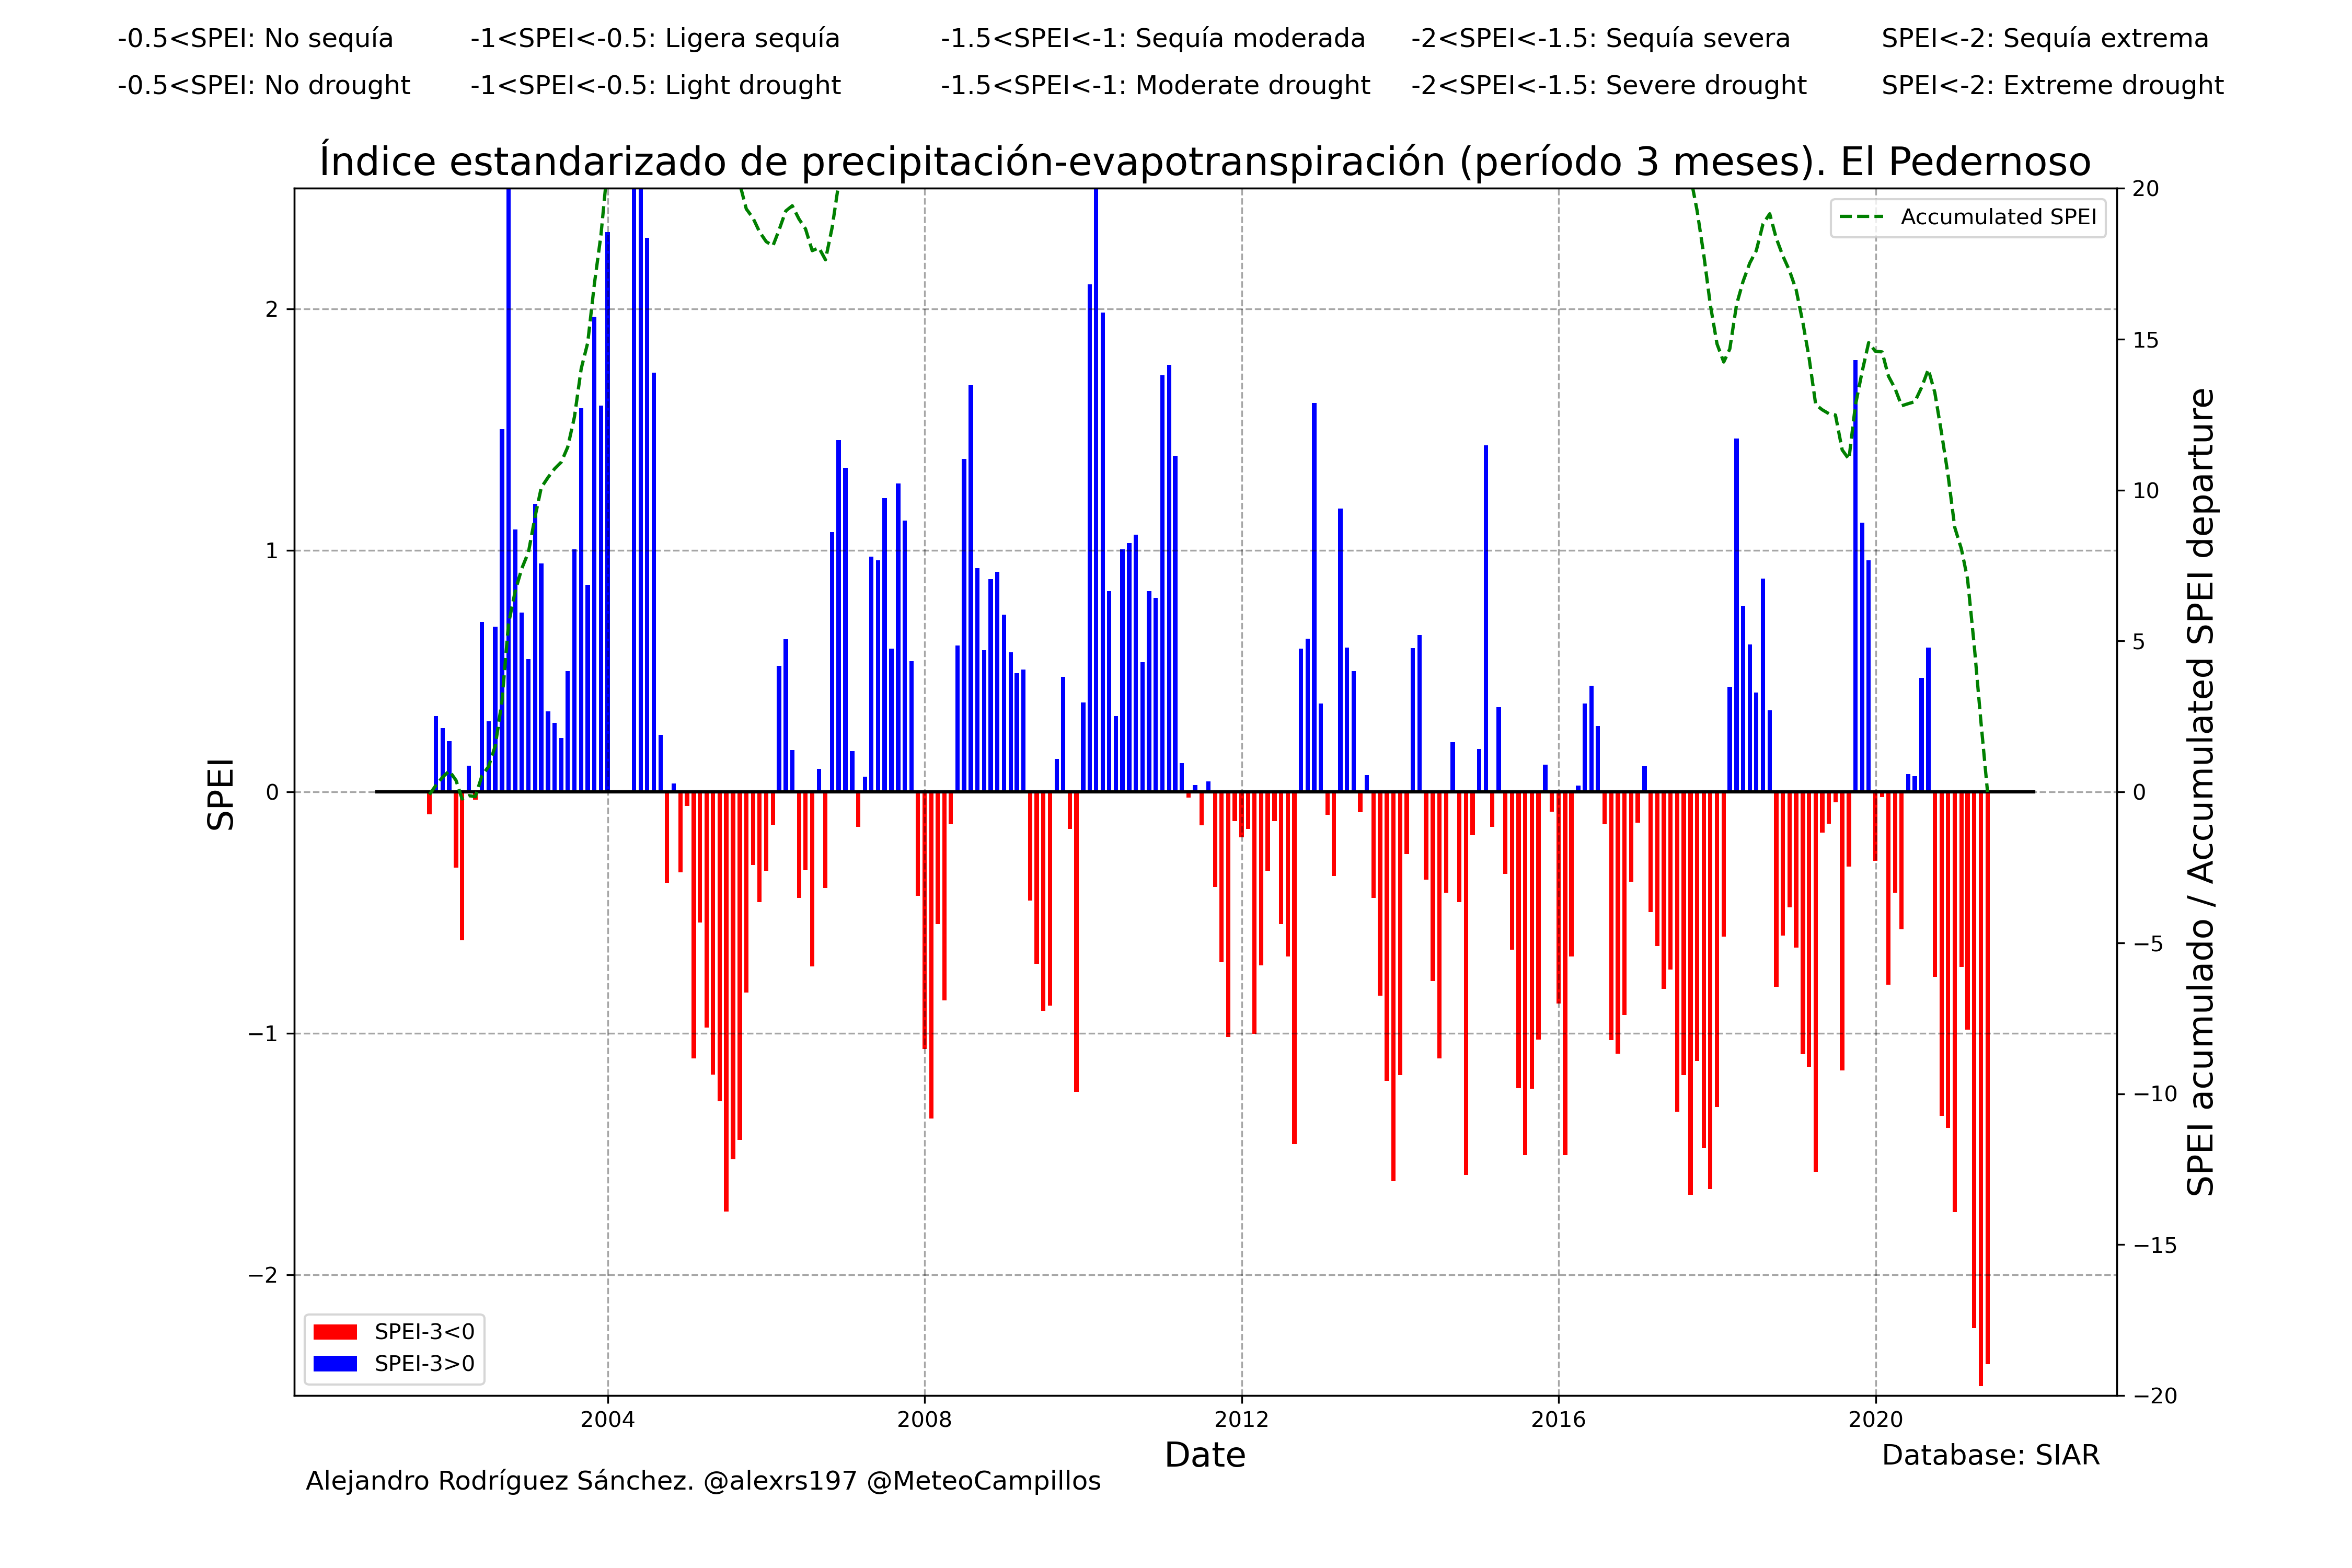 -0.5<SPEI: No sequía -1<SPEI<-0.5: Ligera sequía -1.5<SPEI<-1: Sequía moderada -2<SPEI<-1.5: Sequía severa SPEI<-2: Sequía extrema
-0.5<SPEI: No drought -1<SPEI<-0.5: Light drought -1.5<SPEI<-1: Moderate drought -2<SPEI<-1.5: Severe drought SPEI<-2: Extreme drought
Índice estandarizado de precipitación-evapotranspiración (período 3 meses). El Pedernoso
Accumulated SPEI
SPEI
2
1
0
−1
−2
20
15
10
5
0
−5
−10
−15
−20
SPEI acumulado / Accumulated SPEI departure
SPEI-3<0
SPEI-3>0
2004 2008 2012 2016 2020
Date
Database: SIAR
Alejandro Rodríguez Sánchez. @alexrs197 @MeteoCampillos